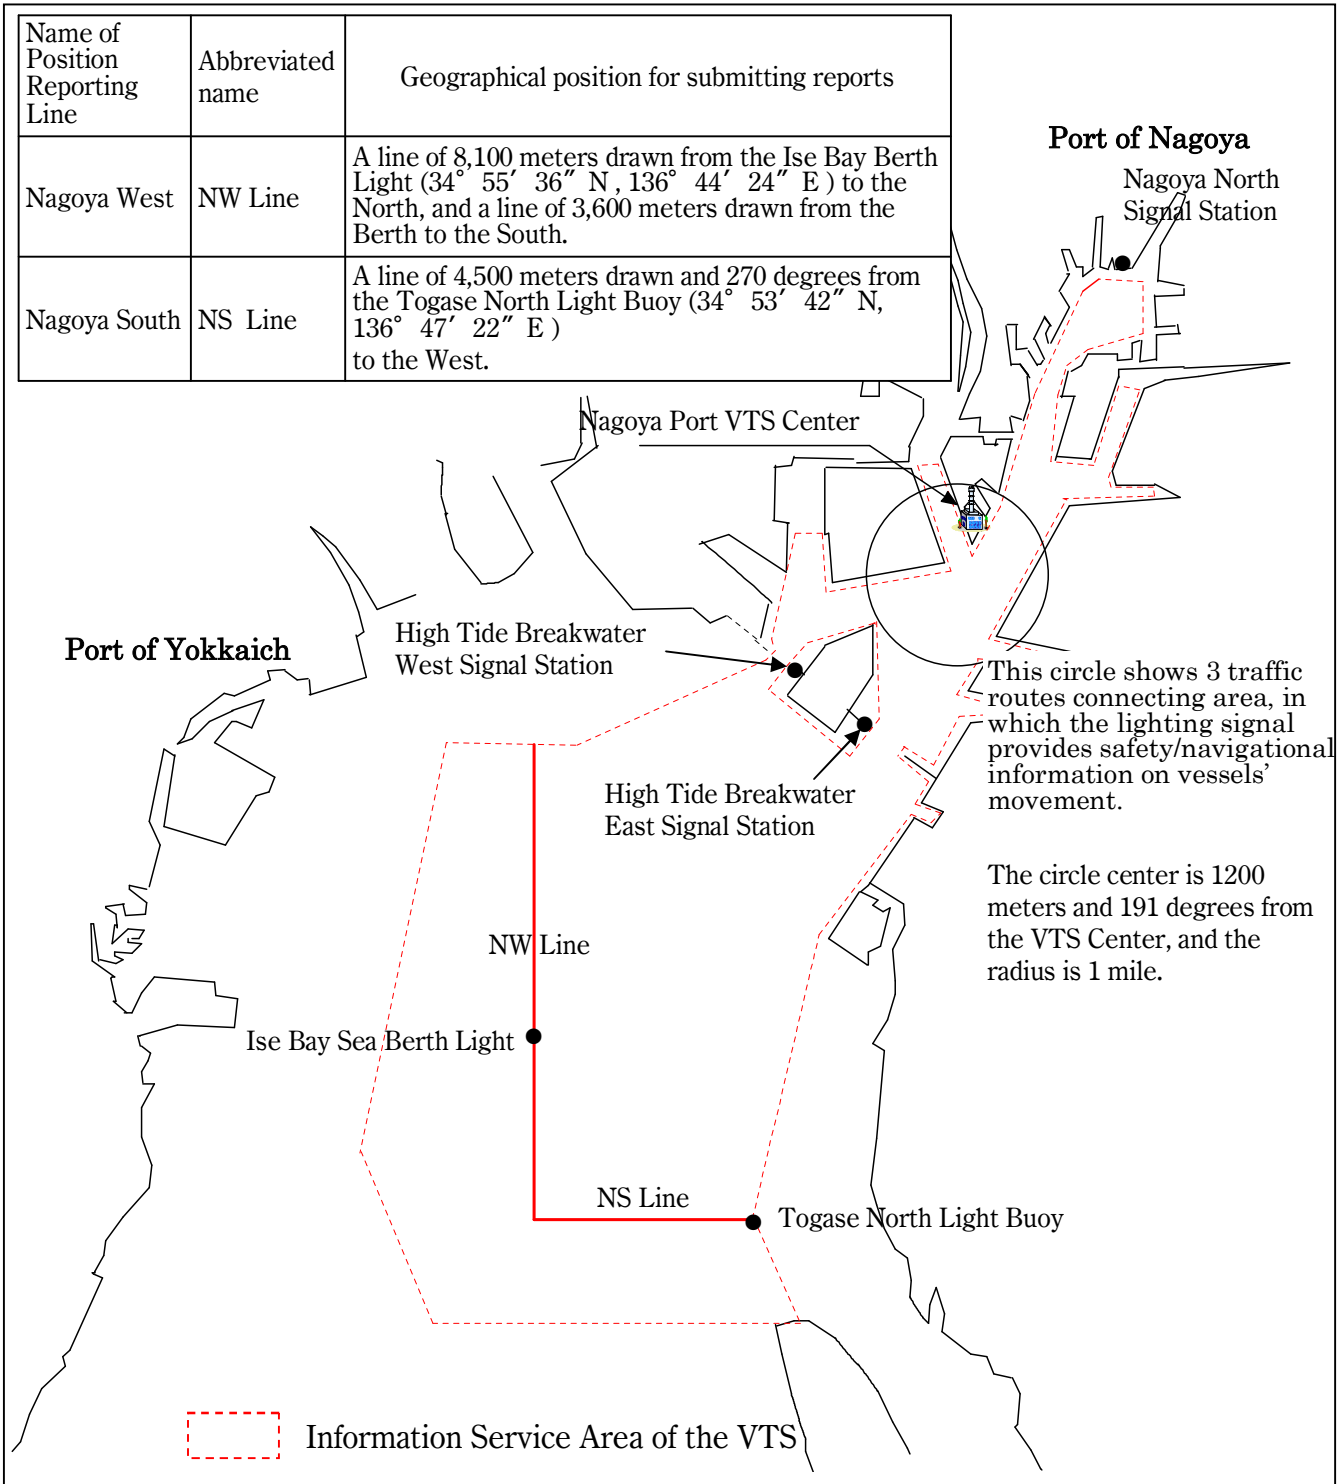 Name of
Position
Reporting
Line
Abbreviated
name
Geographical position for submitting reports
Nagoya West
NW Line
A line of 8,100 meters drawn from the Ise Bay Berth
Light (34° 55′ 36″ N , 136° 44′ 24″ E ) to the
North, and a line of 3,600 meters drawn from the
Berth to the South.
Nagoya South
NS Line
A line of 4,500 meters drawn and 270 degrees from
the Togase North Light Buoy (34° 53′ 42″ N,
136° 47′ 22″ E )
to the West.
Port of Nagoya
Nagoya North
Signal Station
Nagoya Port VTS Center
High Tide Breakwater
West Signal Station
Port of Yokkaich
This circle shows 3 traffic
routes connecting area, in
which the lighting signal
provides safety/navigational
information on vessels’
movement.
High Tide Breakwater
East Signal Station
The circle center is 1200
meters and 191 degrees from
the VTS Center, and the
radius is 1 mile.
NW Line
Ise Bay Sea Berth Light
NS Line
Togase North Light Buoy
Information Service Area of the VTS